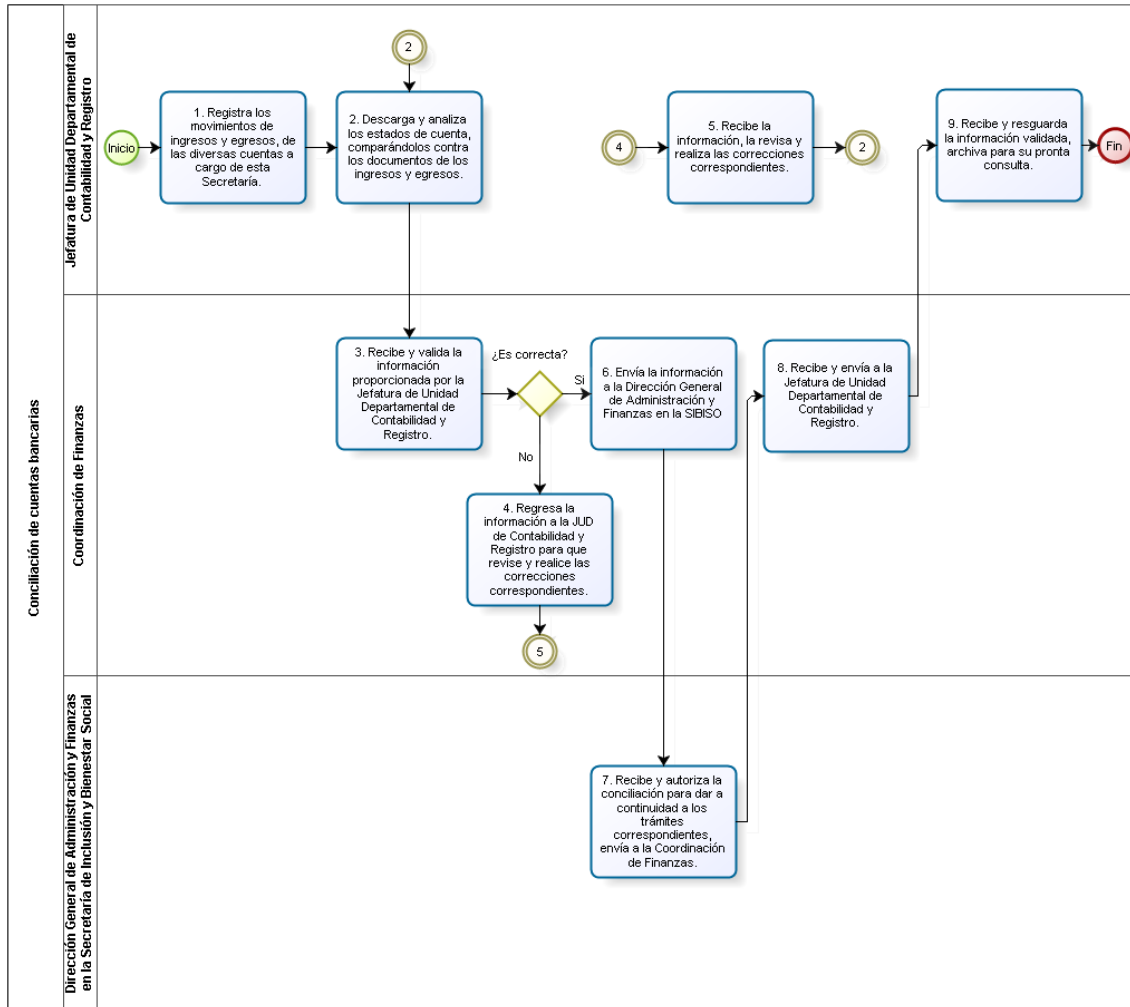 Conciliación de cuentas bancarias
Jefatura de Unidad Departamental de
Contabilidad y Registro
Inicio
1. Registra los
movimientos de
ingresos y egresos, de
las diversas cuentas a
cargo de esta
Secretaría.
2
2. Descarga y analiza
los estados de cuenta,
comparándolos contra
los documentos de los
ingresos y egresos.
4
5. Recibe la
información, la revisa y
realiza las correcciones
correspondientes.
2
9. Recibe y resguarda
la información validada,
archiva para su pronta
consulta.
Fin
Coordinación de Finanzas
3. Recibe y valida la
información
proporcionada por la
Jefatura de Unidad
Departamental de
Contabilidad y
Registro.
¿Es correcta?
Si
No
4. Regresa la
información a la JUD
de Contabilidad y
Registro para que
revise y realice las
correcciones
correspondientes.
5
6. Envía la información
a la Dirección General
de Administración y
Finanzas en la SIBISO
8. Recibe y envía a la
Jefatura de Unidad
Departamental de
Contabilidad y
Registro.
Dirección General de Administración y Finanzas
en la Secretaría de Inclusión y Bienestar Social
7. Recibe y autoriza la
conciliación para dar a
continuidad a los
trámites
correspondientes,
envía a la Coordinación
de Finanzas.